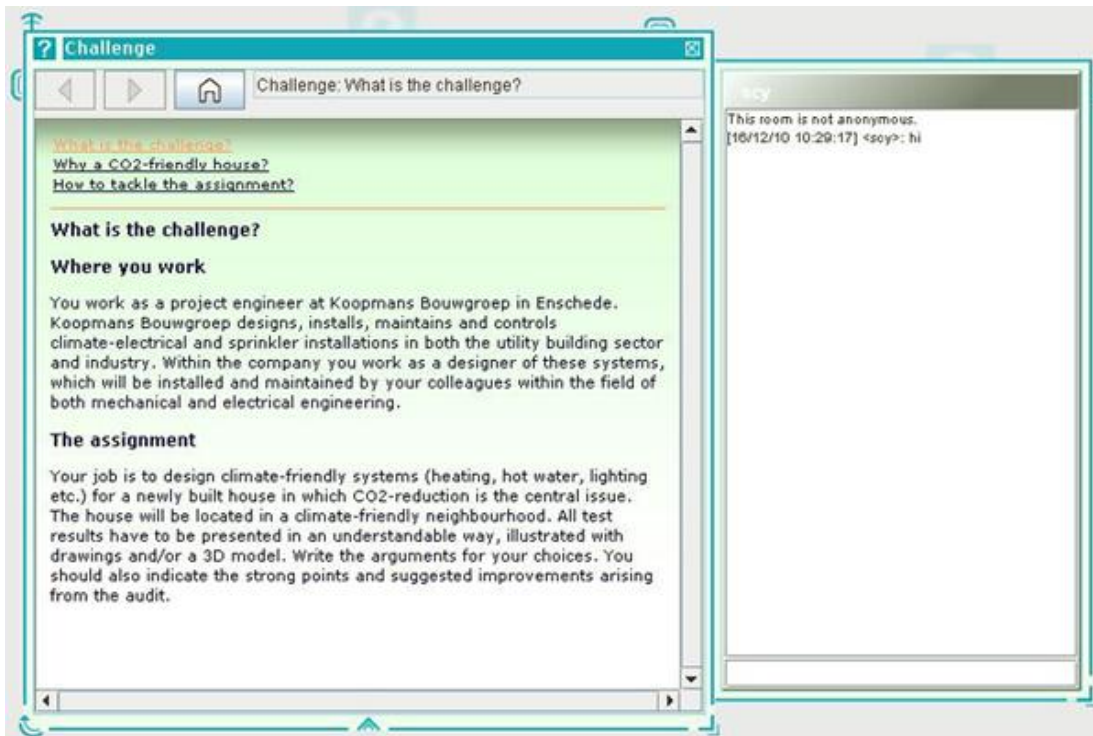 ? Challenge
Challenge: What is the challenge?
What is the challenge?
Why a CO2-friendly house?
How to tackle the assignment?
What is the challenge?
Where you work
You work as a project engineer at Koopmans Bouwgroep in Enschede.
Koopmans Bouwgroep designs, installs, maintains and controls
climate-electrical and sprinkler installations in both the utility building sector
and industry. Within the company you work as a designer of these systems,
which will be installed and maintained by your colleagues within the field of
both mechanical and electrical engineering.
The assignment
Your job is to design climate-friendly systems (heating, hot water, lighting
etc.) for a newly built house in which CO2-reduction is the central issue.
The house will be located in a climate-friendly neighbourhood. All test
results have to be presented in an understandable way, illustrated with
drawings and/or a 3D model. Write the arguments for your choices. You
should also indicate the strong points and suggested improvements arising
from the audit.
scy
This room is not anonymous.
[16/12/10 10:29:17] <scy>: hi